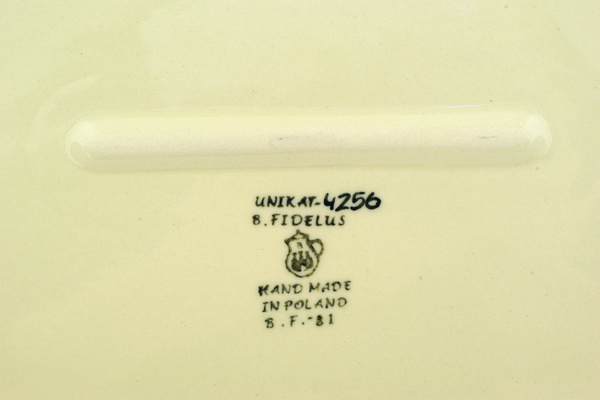 UNIKAT-4256
B.FIDELUS
HAND MADE
IN POLAND
B.F.-81